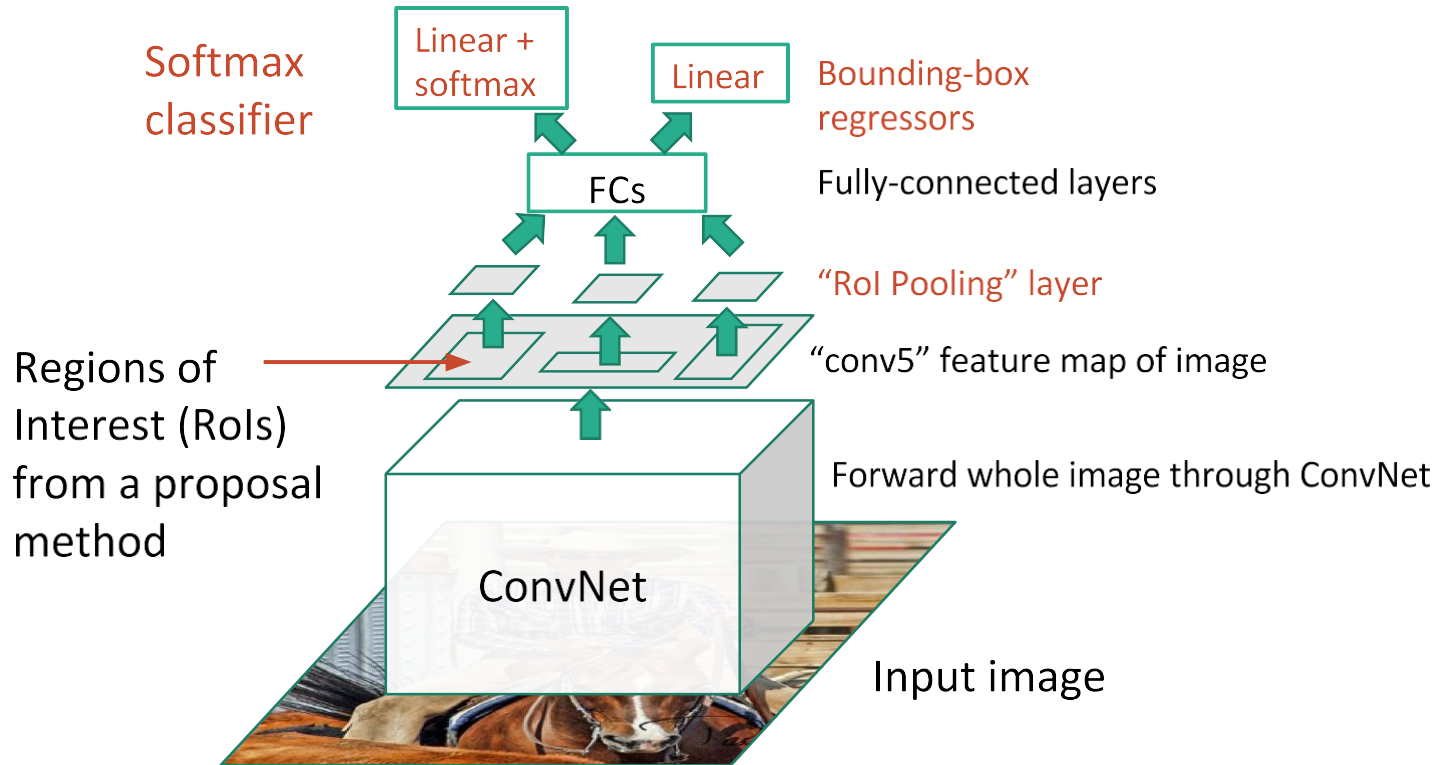 Softmax
classifier
Linear +
softmax
Linear
Bounding-box
regressors
FCs
Fully-connected layers
“RoI Pooling” layer
Regions of
Interest (RoIs)
from a proposal
method
“conv5” feature map of image
Forward whole image through ConvNet
ConvNet
Input image